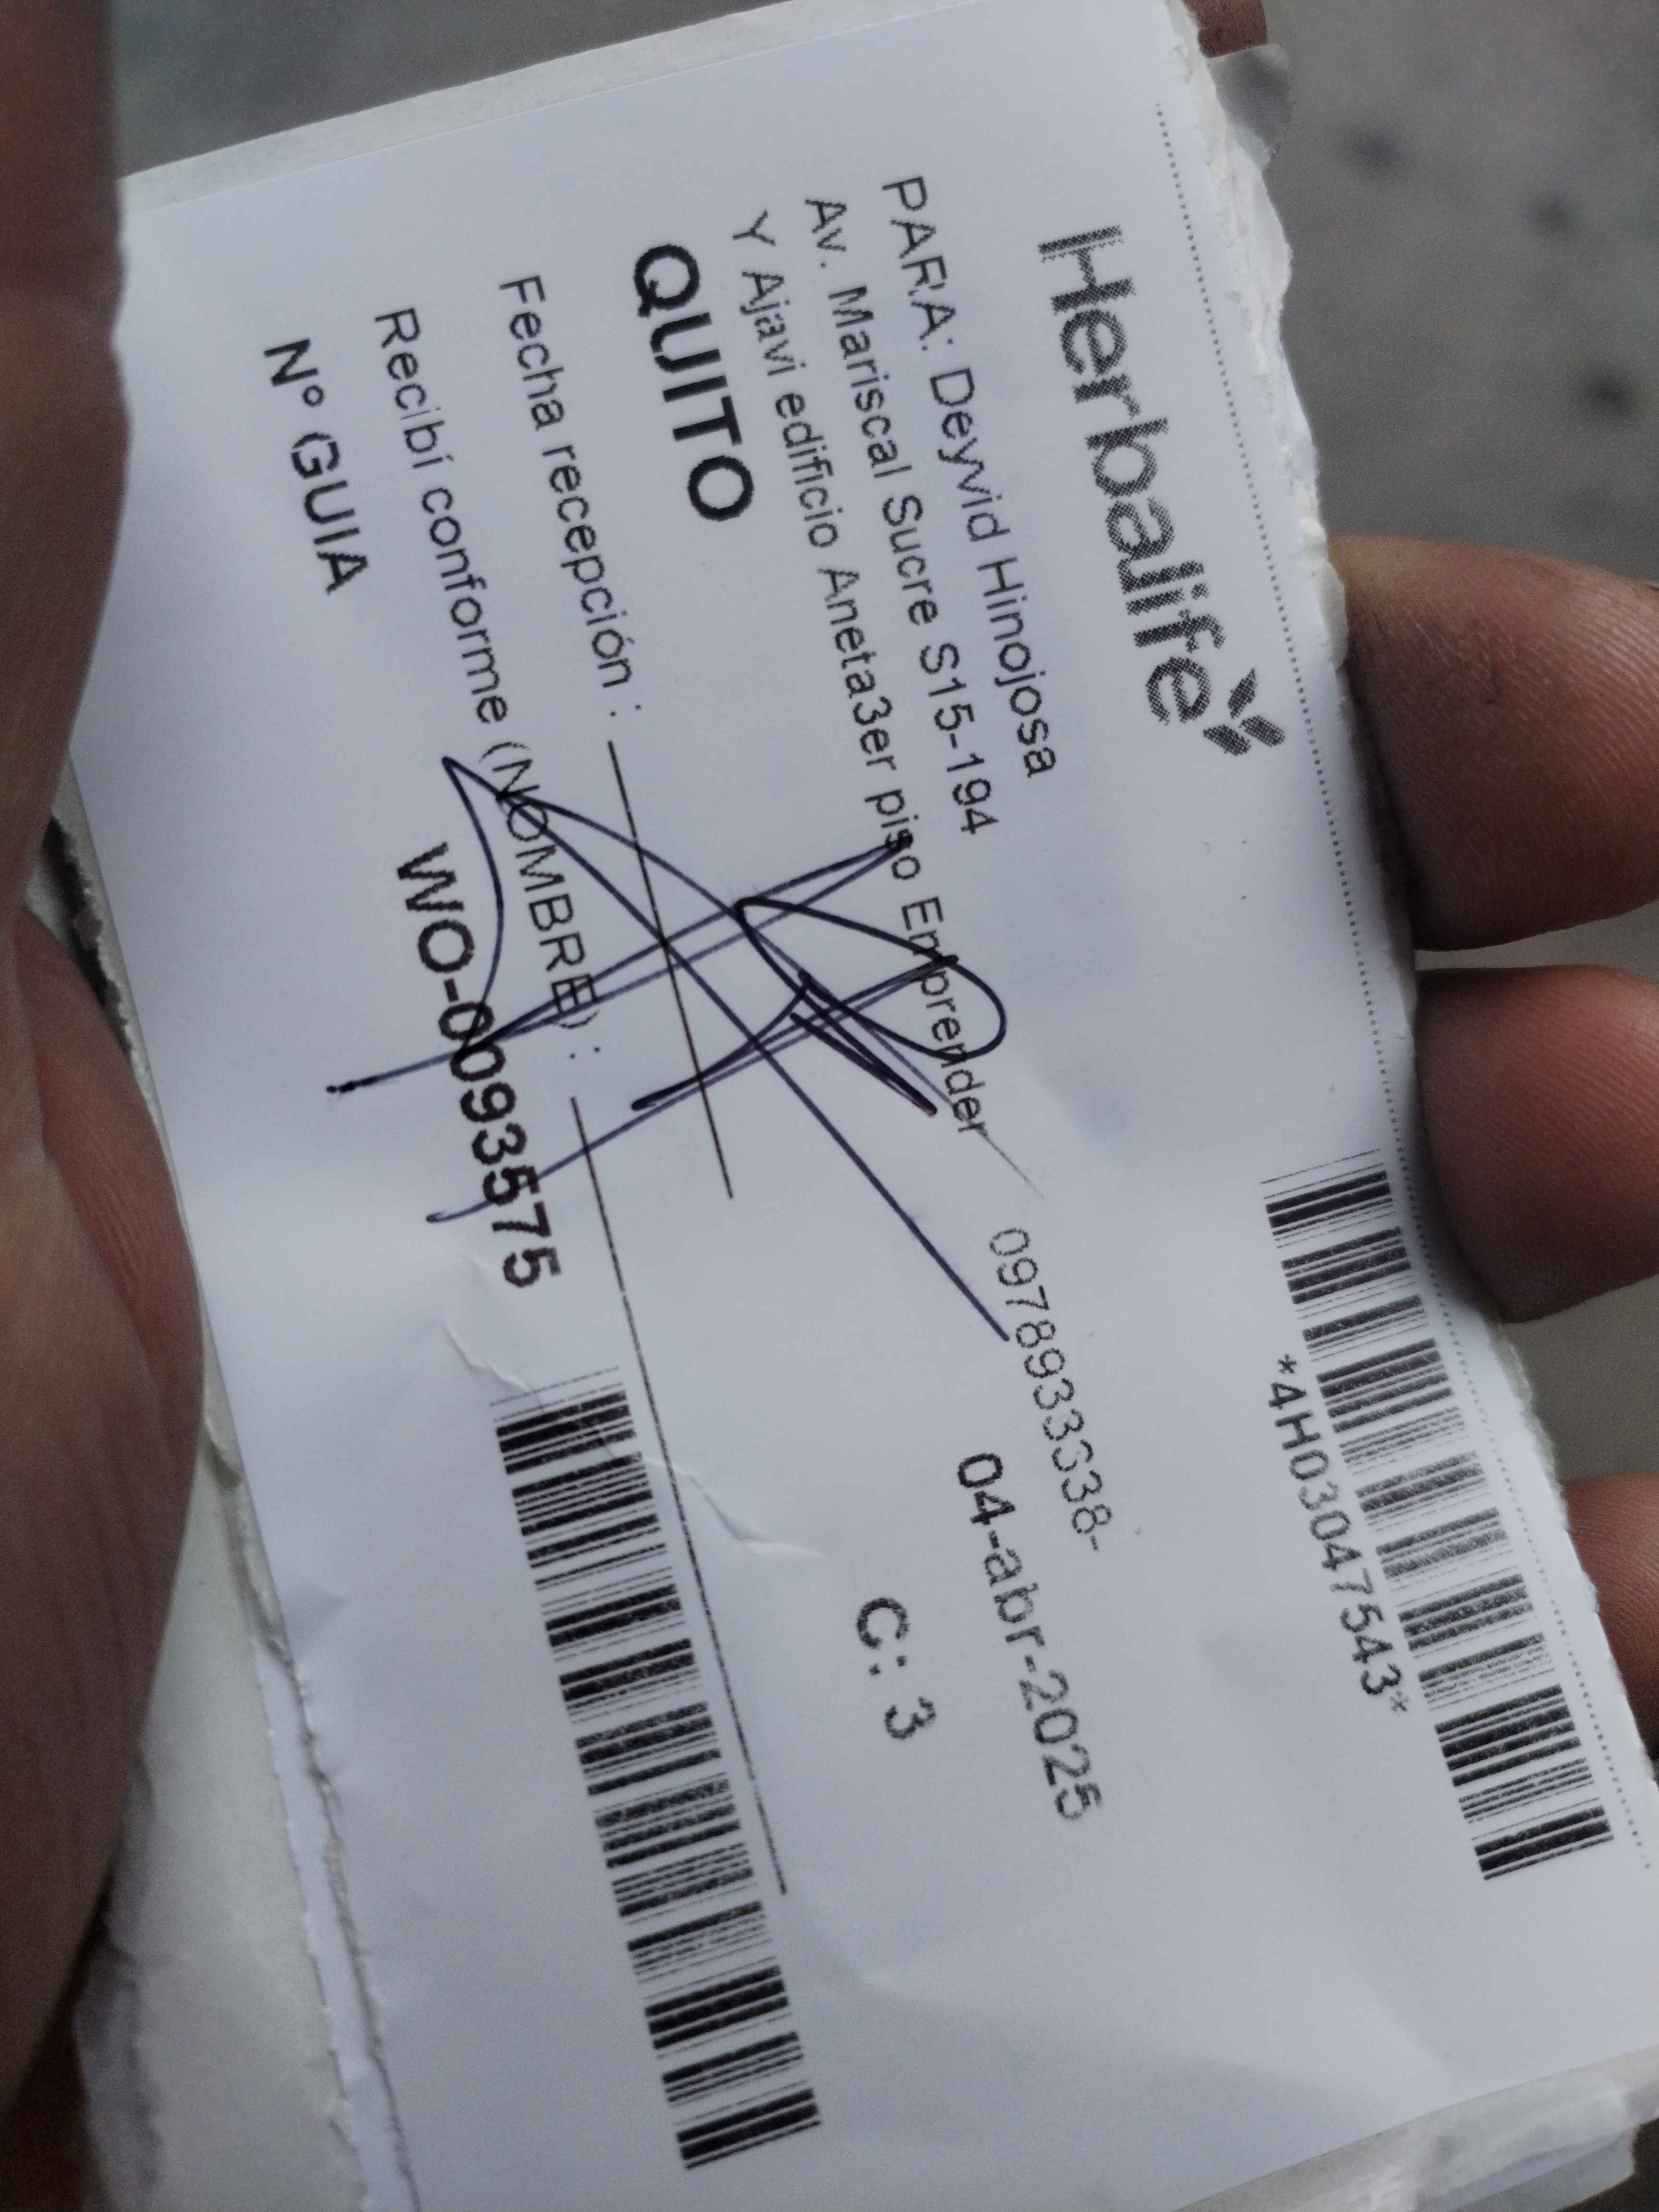 Herbalife
*4H03047543*
PARA: Deyvid Hinojosa
0978933338-
Av. Mariscal Sucre S15-194
04-abr-2025
Y Ajavi edificio Aneta3er piso Emprender
QUITO
C: 3
Fecha recepción :
Recibí conforme (NOMBRE) :
N° GUIA
WO-0093575